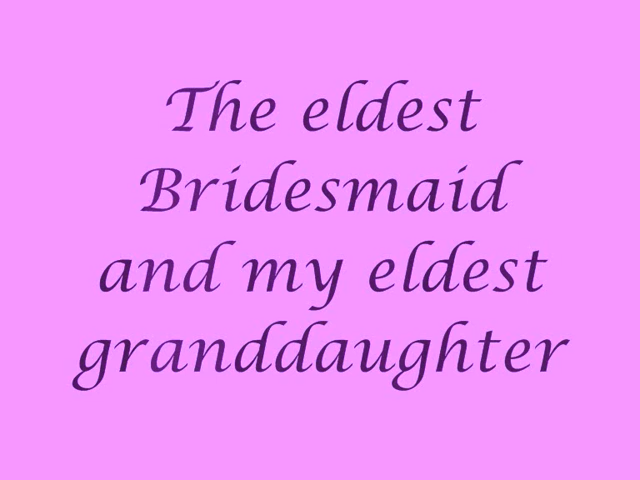 The eldest
Bridesmaid
and my eldest
granddaughter